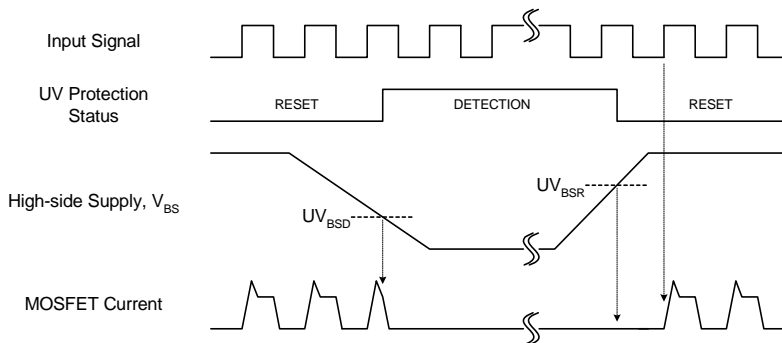 Input Signal
UV Protection
Status
RESET
DETECTION
RESET
High-side Supply, V_BS
UV_BSD
UV_BSR
MOSFET Current